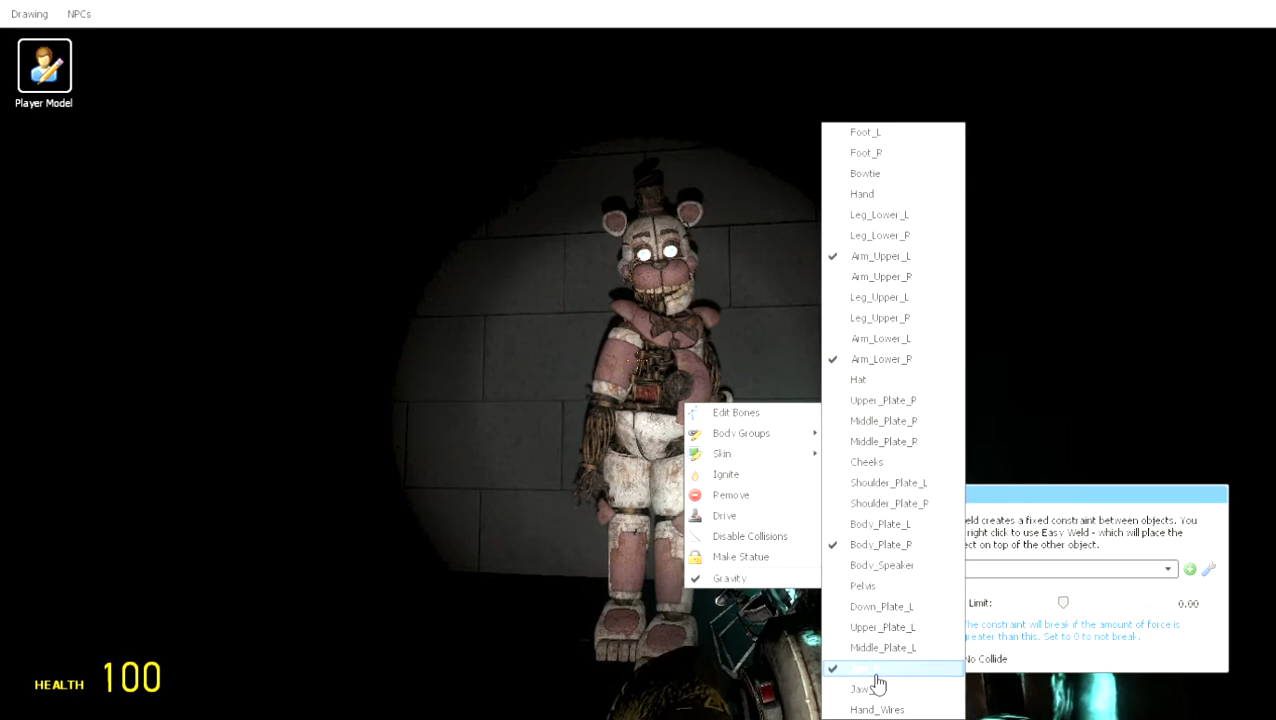 Drawing NPCs
Player Model
Foot_L
Foot_R
Bowtie
Hand
Leg_Lower_L
Leg_Lower_R
Arm_Upper_L
Arm_Upper_R
Leg_Upper_L
Leg_Upper_R
Arm_Lower_L
Arm_Lower_R
Hat
Upper_Plate_R
Middle_Plate_R
Middle_Plate_R
Cheeks
Shoulder_Plate_L
Shoulder_Plate_R
Body_Plate_L
Body_Plate_R
Body_Speaker
Pelvis
Down_Plate_L
Upper_Plate_L
Middle_Plate_L
Jaw
Hand_Wires
Edit Bones
Body Groups
Skin
Ignite
Remove
Drive
Disable Collisions
Make Statue
Gravity
eld creates a fixed constraint between objects. You
right click to use Easy Weld - which will place the
ect on top of the other object.
Limit: 0.00
The constraint will break if the amount of force is
greater than this. Set to 0 to not break.
No Collide
HEALTH 100